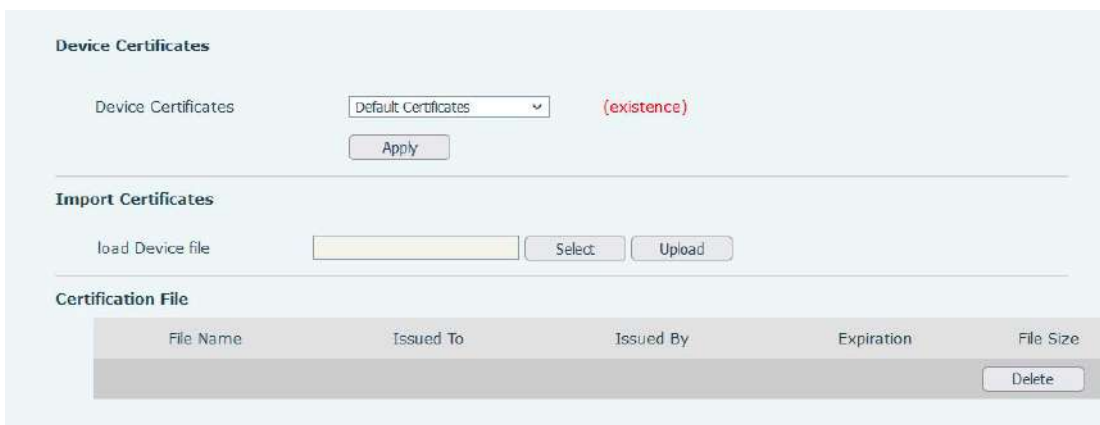 Device Certificates
Device Certificates Default Certificates (existence)
Apply
Import Certificates
load Device file Select Upload
Certification File
File Name Issued To Issued By Expiration File Size
Delete